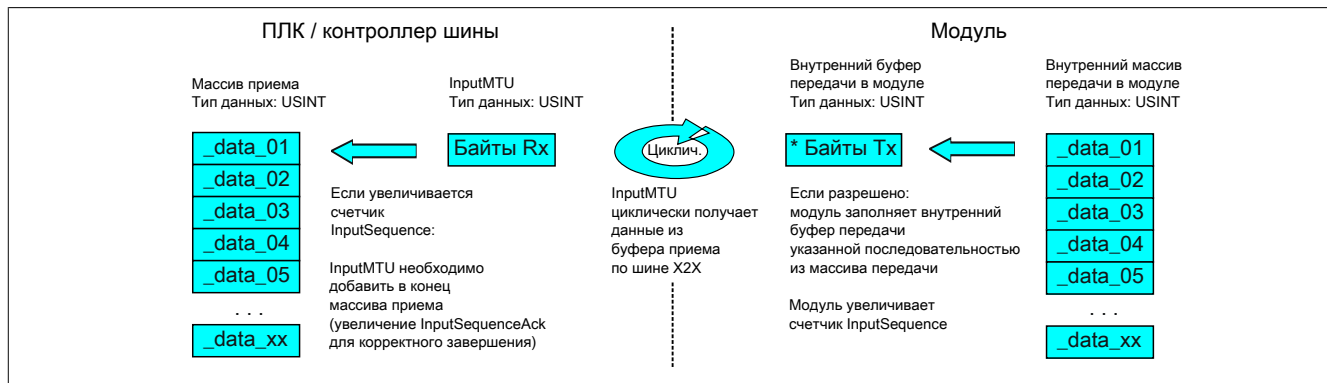 ПЛК / контроллер шины
Модуль
Массив приема
Тип данных: USINT
InputMTU
Тип данных: USINT
Внутренний буфер
передачи в модуле
Тип данных: USINT
Внутренний массив
передачи в модуле
Тип данных: USINT
_data_01
_data_02
_data_03
_data_04
_data_05
. . .
_data_xx
Байты Rx
Если увеличивается
счетчик
InputSequence:
InputMTU необходимо
добавить в конец
массива приема
(увеличение InputSequenceAck
для корректного завершения)
Циклич.
InputMTU
циклически получает
данные из
буфера приема
по шине X2X
* Байты Tx
Если разрешено:
модуль заполняет внутренний
буфер передачи
указанной последовательностью
из массива передачи
Модуль увеличивает
счетчик InputSequence
_data_01
_data_02
_data_03
_data_04
_data_05
. . .
_data_xx